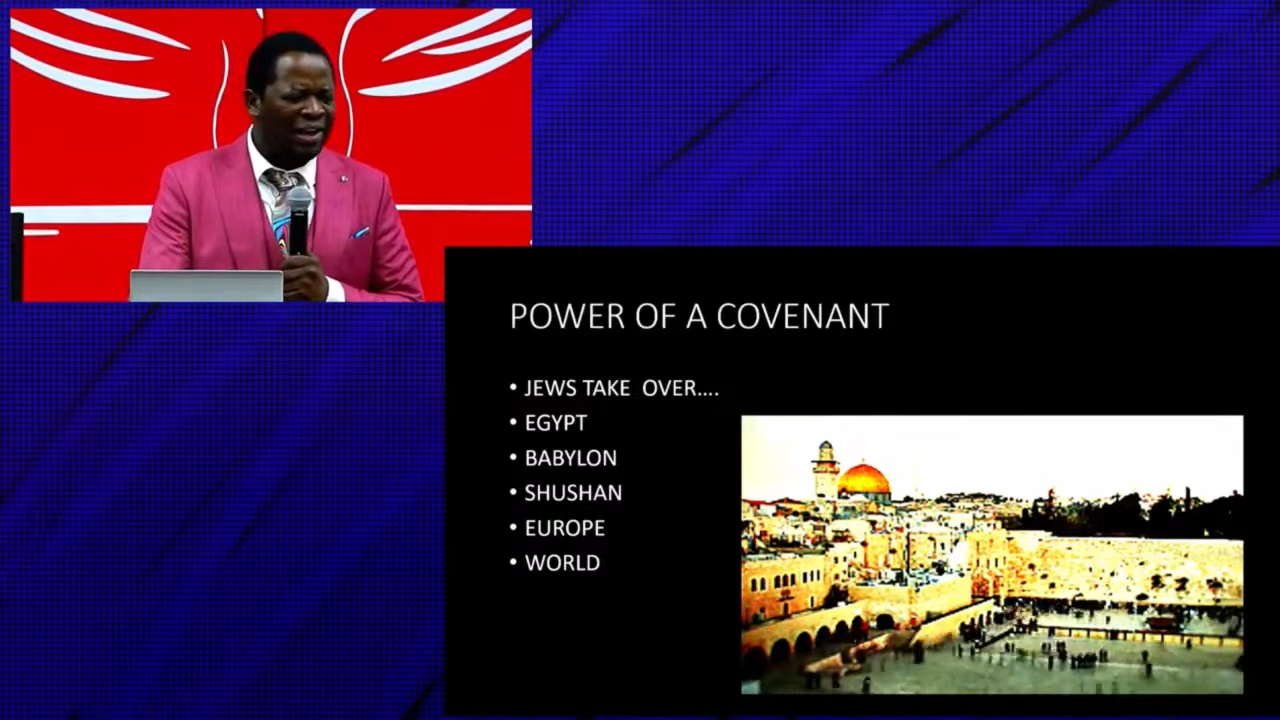 POWER OF A COVENANT
• JEWS TAKE OVER....
• EGYPT
• BABYLON
• SHUSHAN
• EUROPE
• WORLD